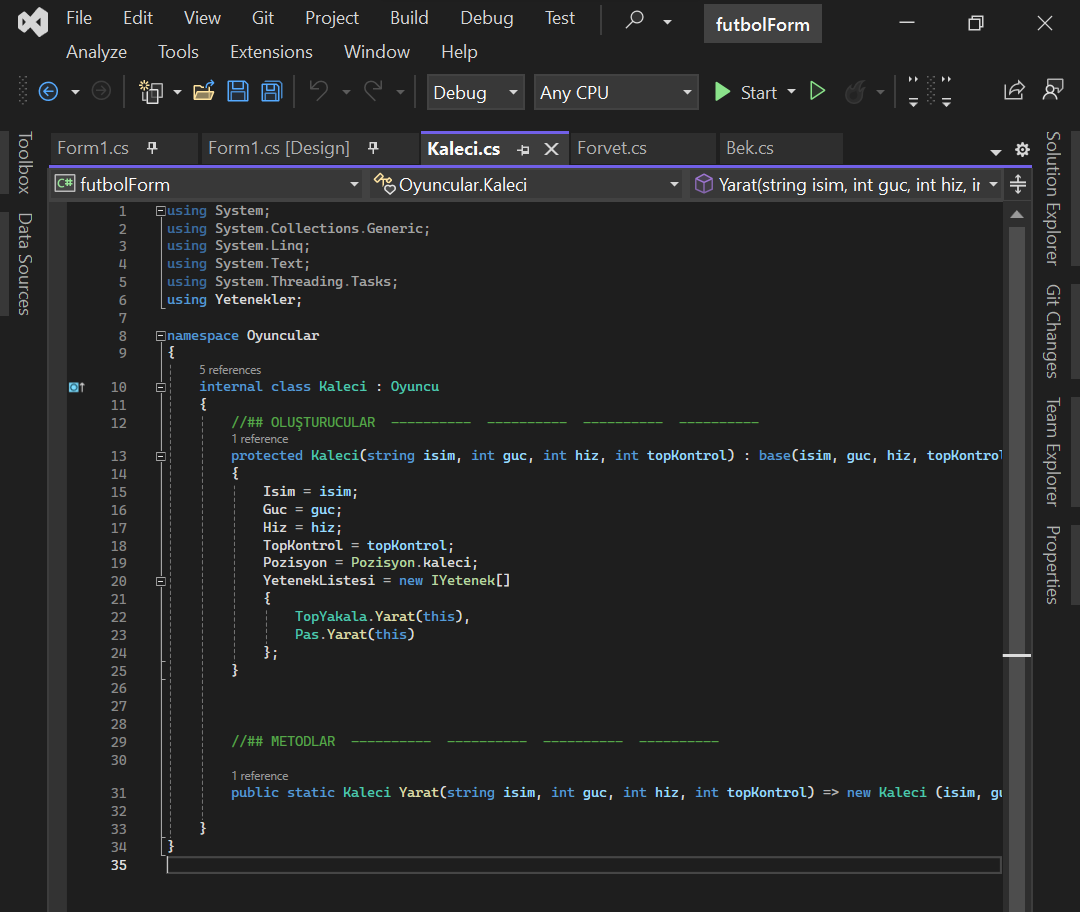 File Edit View Git Project Build Debug Test futbolForm
Analyze Tools Extensions Window Help
Debug Any CPU Start
Form1.cs Form1.cs [Design] Kaleci.cs Forvet.cs Bek.cs
C# futbolForm Oyuncular.Kaleci Yarat(string isim, int guc, int hiz, ir
Toolbox
Data Sources
1 using System;
2 using System.Collections.Generic;
3 using System.Linq;
4 using System.Text;
5 using System.Threading.Tasks;
6 using Yetenekler;
7
8 namespace Oyuncular
9 {
5 references
10 internal class Kaleci : Oyuncu
11 {
12 //## OLUŞTURUCULAR ---------- ---------- ---------- ----------
1 reference
13 protected Kaleci(string isim, int guc, int hiz, int topKontrol) : base(isim, guc, hiz, topKontrol
14 {
15 Isim = isim;
16 Guc = guc;
17 Hiz = hiz;
18 TopKontrol = topKontrol;
19 Pozisyon = Pozisyon.kaleci;
20 YetenekListesi = new IYetenek[]
21 {
22 TopYakala.Yarat(this),
23 Pas.Yarat(this)
24 };
25 }
26
27
28
29 //## METODLAR ---------- ---------- ---------- ----------
30
1 reference
31 public static Kaleci Yarat(string isim, int guc, int hiz, int topKontrol) => new Kaleci (isim, gu
32
33 }
34 }
35
Solution Explorer
Git Changes
Team Explorer
Properties